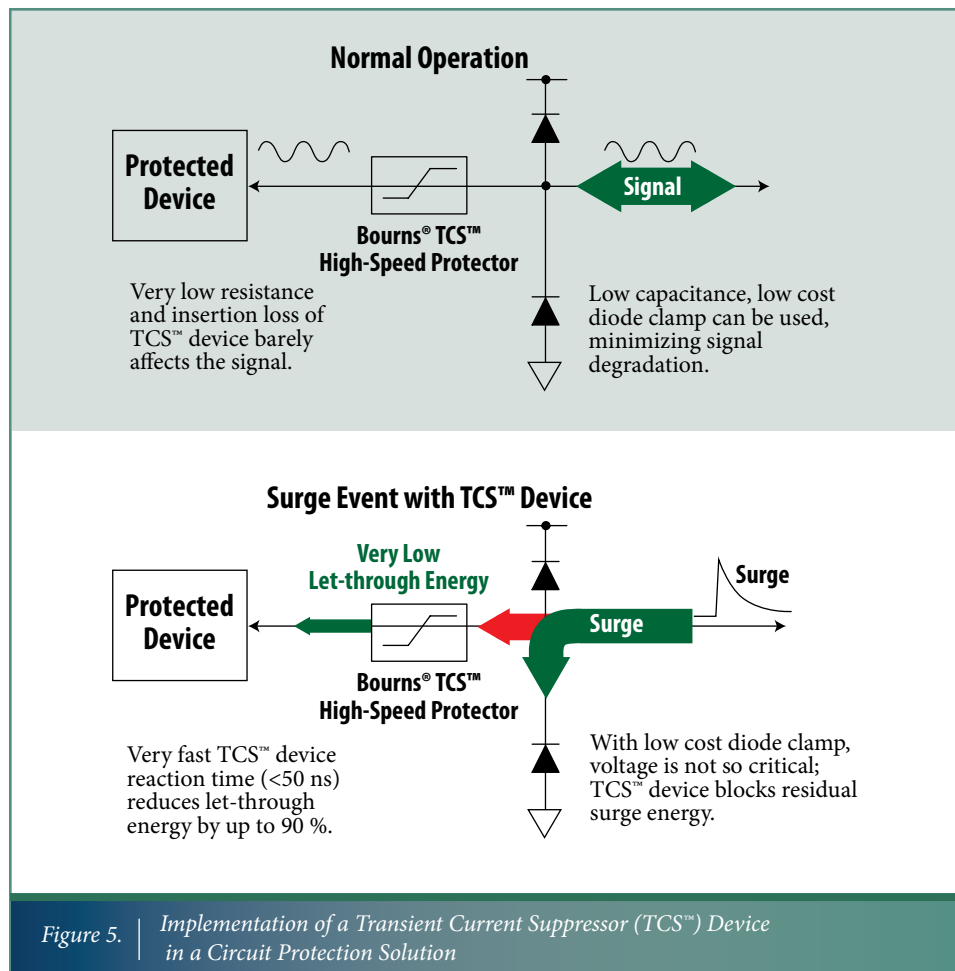 Normal Operation
Protected
Device
Signal
Bourns® TCS™
High-Speed Protector
Very low resistance
and insertion loss of
TCS™ device barely
affects the signal.
Low capacitance, low cost
diode clamp can be used,
minimizing signal
degradation.
Surge Event with TCS™ Device
Very Low
Let-through Energy
Surge
Protected
Device
Surge
Bourns® TCS™
High-Speed Protector
Very fast TCS™ device
reaction time (<50 ns)
reduces let-through
energy by up to 90 %.
With low cost diode clamp,
voltage is not so critical;
TCS™ device blocks residual
surge energy.
Figure 5. Implementation of a Transient Current Suppressor (TCS™) Device
in a Circuit Protection Solution